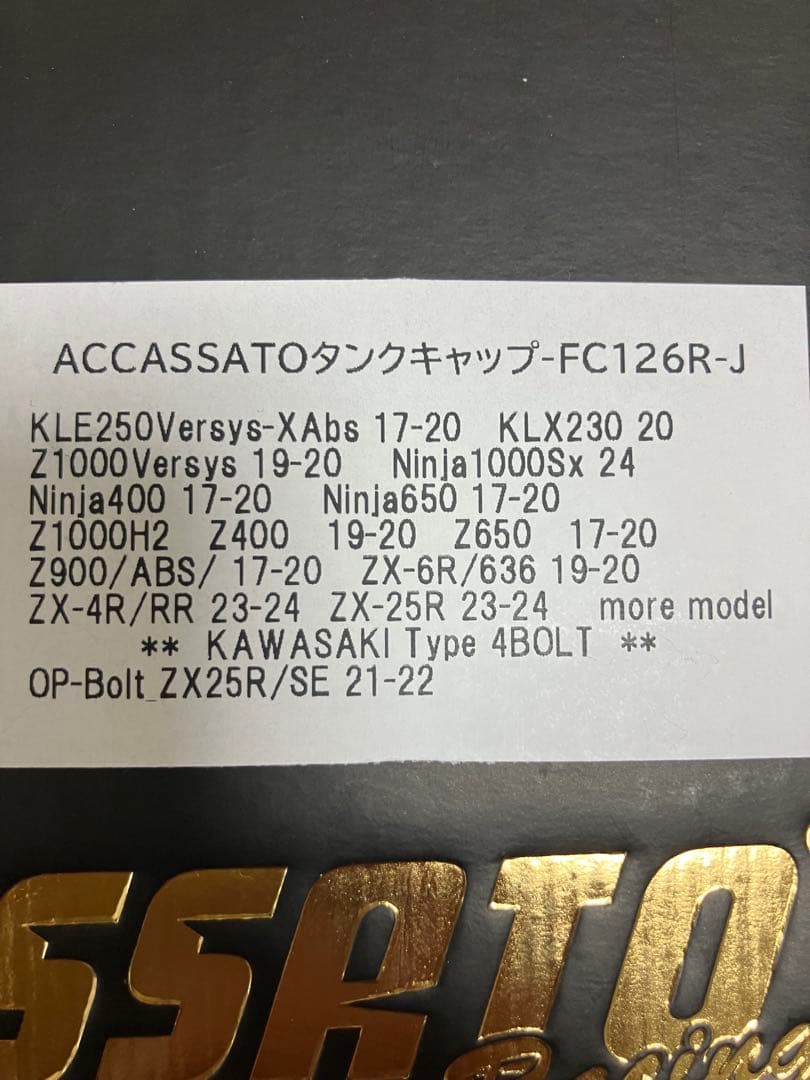 ACCASSATOタンクキャップ-FC126R-J
KLE250Versys-XAbs 17-20 KLX230 20
Z1000Versys 19-20 Ninja1000Sx 24
Ninja400 17-20 Ninja650 17-20
Z1000H2 Z400 19-20 Z650 17-20
Z900/ABS/ 17-20 ZX-6R/636 19-20
ZX-4R/RR 23-24 ZX-25R 23-24 more model
** KAWASAKI Type 4BOLT **
OP-Bolt_ZX25R/SE 21-22
SSATO
Racing